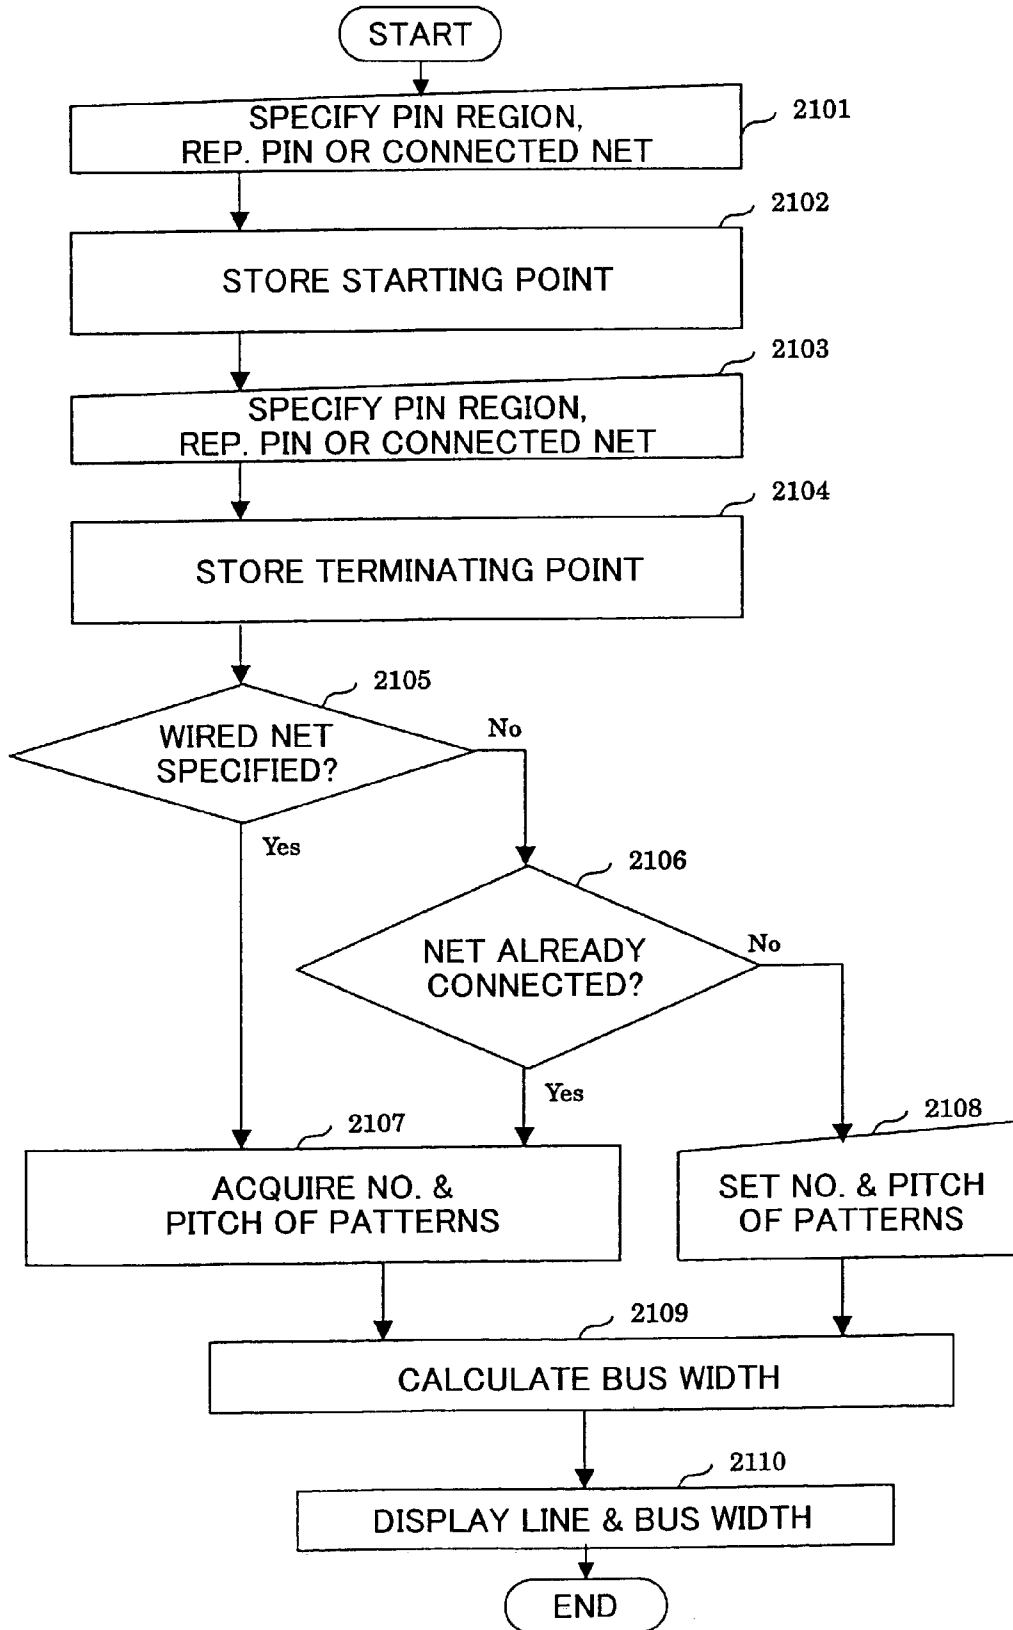 START
SPECIFY PIN REGION,
REP. PIN OR CONNECTED NET
2101
2102
STORE STARTING POINT
2103
SPECIFY PIN REGION,
REP. PIN OR CONNECTED NET
2104
STORE TERMINATING POINT
2105
WIRED NET
SPECIFIED?
No
Yes
2106
NET ALREADY
CONNECTED?
No
Yes
2107
ACQUIRE NO. &
PITCH OF PATTERNS
2108
SET NO. & PITCH
OF PATTERNS
2109
CALCULATE BUS WIDTH
2110
DISPLAY LINE & BUS WIDTH
END